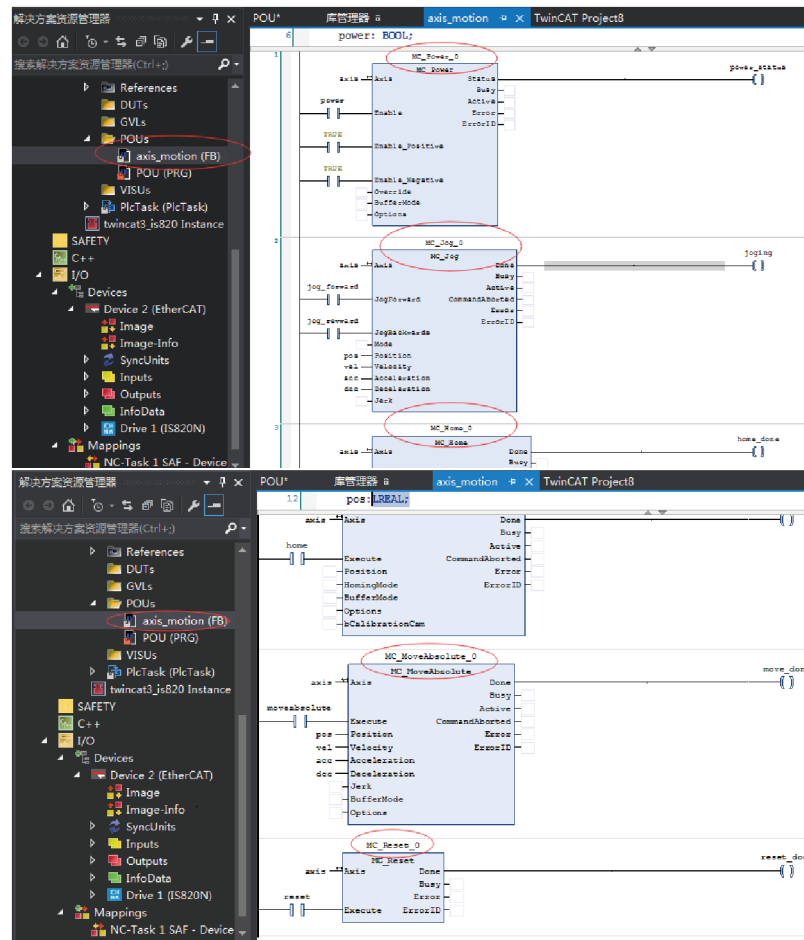 解决方案资源管理器
搜索解决方案资源管理器(Ctrl+;)
References
DUTs
GVLs
POUs
axis_motion (FB)
POU (PRG)
VISUs
PlcTask (PlcTask)
twincat3_is820 Instance
SAFETY
C++
I/O
Devices
Device 2 (EtherCAT)
Image
Image-Info
SyncUnits
Inputs
Outputs
InfoData
Drive 1 (IS820N)
Mappings
NC-Task 1 SAF - Device
POU* 库管理器 axis_motion TwinCAT Project8
6 power: BOOL;
1
MC_Power_0
MC_Power
axis Axis Status power_status
Busy
power Active
Enable Error
ErrorID
TRUE
Enable_Positive
TRUE
Enable_Negative
Override
BufferMode
Options
2
MC_Jog_0
MC_Jog
axis Axis Done joging
Busy
jog_forward Active
JogForward CommandAborted
Error
jog_revward ErrorID
JogBackwards
Mode
pos Position
vel Velocity
acc Acceleration
dec Deceleration
Jerk
3
MC_Home_0
MC_Home
axis Axis Done home_done
Busy
解决方案资源管理器
搜索解决方案资源管理器(Ctrl+;)
References
DUTs
GVLs
POUs
axis_motion (FB)
POU (PRG)
VISUs
PlcTask (PlcTask)
twincat3_is820 Instance
SAFETY
C++
I/O
Devices
Device 2 (EtherCAT)
Image
Image-Info
SyncUnits
Inputs
Outputs
InfoData
Drive 1 (IS820N)
Mappings
NC-Task 1 SAF - Device
POU* 库管理器 axis_motion TwinCAT Project8
12 pos:LREAL;
axis Axis Done
Busy
home Active
Execute CommandAborted
Position Error
HomingMode ErrorID
BufferMode
Options
bCalibrationCam
MC_MoveAbsolute_0
MC_MoveAbsolute
axis Axis Done move_don
Busy
moveabsolute Active
Execute CommandAborted
pos Position Error
vel Velocity ErrorID
acc Acceleration
dec Deceleration
Jerk
BufferMode
Options
MC_Reset_0
MC_Reset
axis Axis Done reset_do
Busy
reset Error
Execute ErrorID